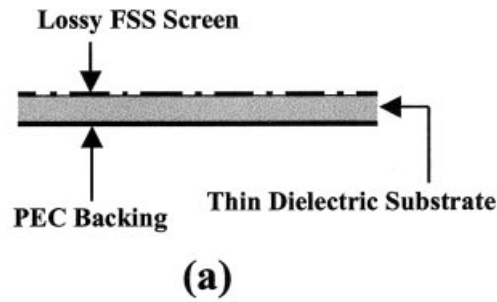 Lossy FSS Screen
Thin Dielectric Substrate
PEC Backing
(a)